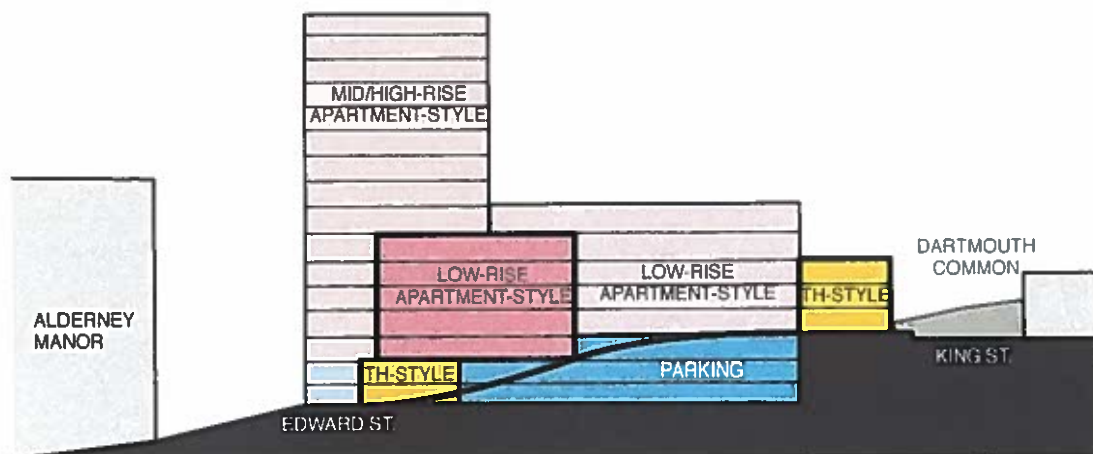 MID/HIGH-RISE
APARTMENT-STYLE
DARTMOUTH
COMMON
LOW-RISE
APARTMENT-STYLE
LOW-RISE
APARTMENT-STYLE
TH-STYLE
ALDERNEY
MANOR
KING ST.
TH-STYLE
PARKING
EDWARD ST.